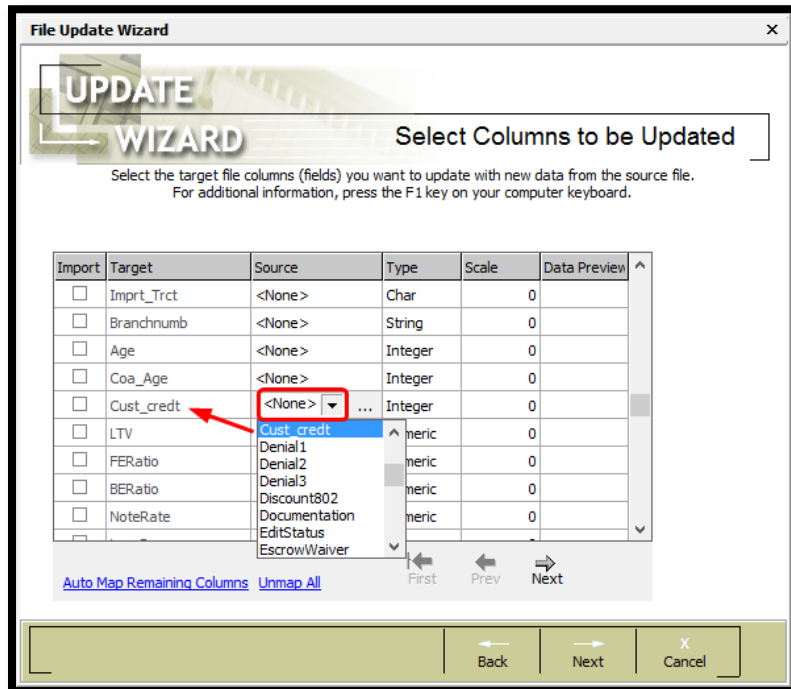 File Update Wizard
UPDATE
WIZARD
Select Columns to be Updated
Select the target file columns (fields) you want to update with new data from the source file.
For additional information, press the F1 key on your computer keyboard.
Import Target Source Type Scale Data Preview
Imprt_Trct <None> Char 0
Branchnumb <None> String 0
Age <None> Integer 0
Coa_Age <None> Integer 0
Cust_credt <None> ... Integer 0
LTV Cust_credt meric 0
Denial1
FERatio Denial2 meric 0
Denial3
BERatio Discount802 meric 0
NoteRate Documentation meric 0
EditStatus
EscrowWaiver
Auto Map Remaining Columns Unmap All First Prev Next
Back Next X Cancel